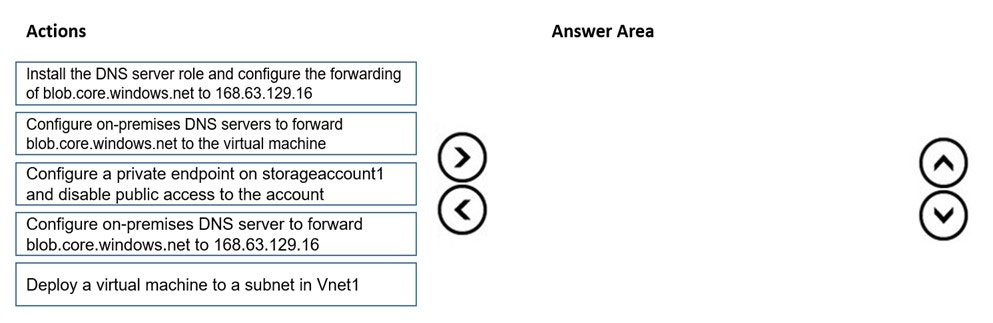 Actions
Answer Area
Install the DNS server role and configure the forwarding
of blob.core.windows.net to 168.63.129.16
Configure on-premises DNS servers to forward
blob.core.windows.net to the virtual machine
Configure a private endpoint on storageaccount1
and disable public access to the account
Configure on-premises DNS server to forward
blob.core.windows.net to 168.63.129.16
Deploy a virtual machine to a subnet in Vnet1